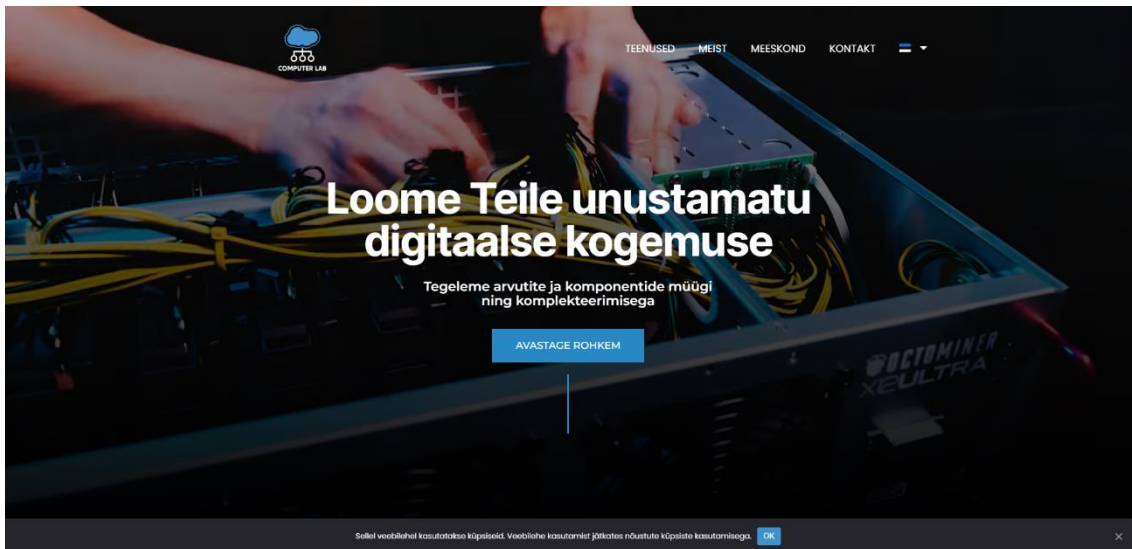 COMPUTER LAB
TEENUSED MEIST MEESKOND KONTAKT
Loome Teile unustamatu
digitaalse kogemuse
Tegeleme arvutite ja komponentide müügi
ning komplekteerimisega
AVASTAGE ROHKEM
OCTOMINER
XEULTRA
Sellel veebilehel kasutatakse küpsiseid. Veebilehe kasutamist jätkates nõustute küpsiste kasutamisega. OK